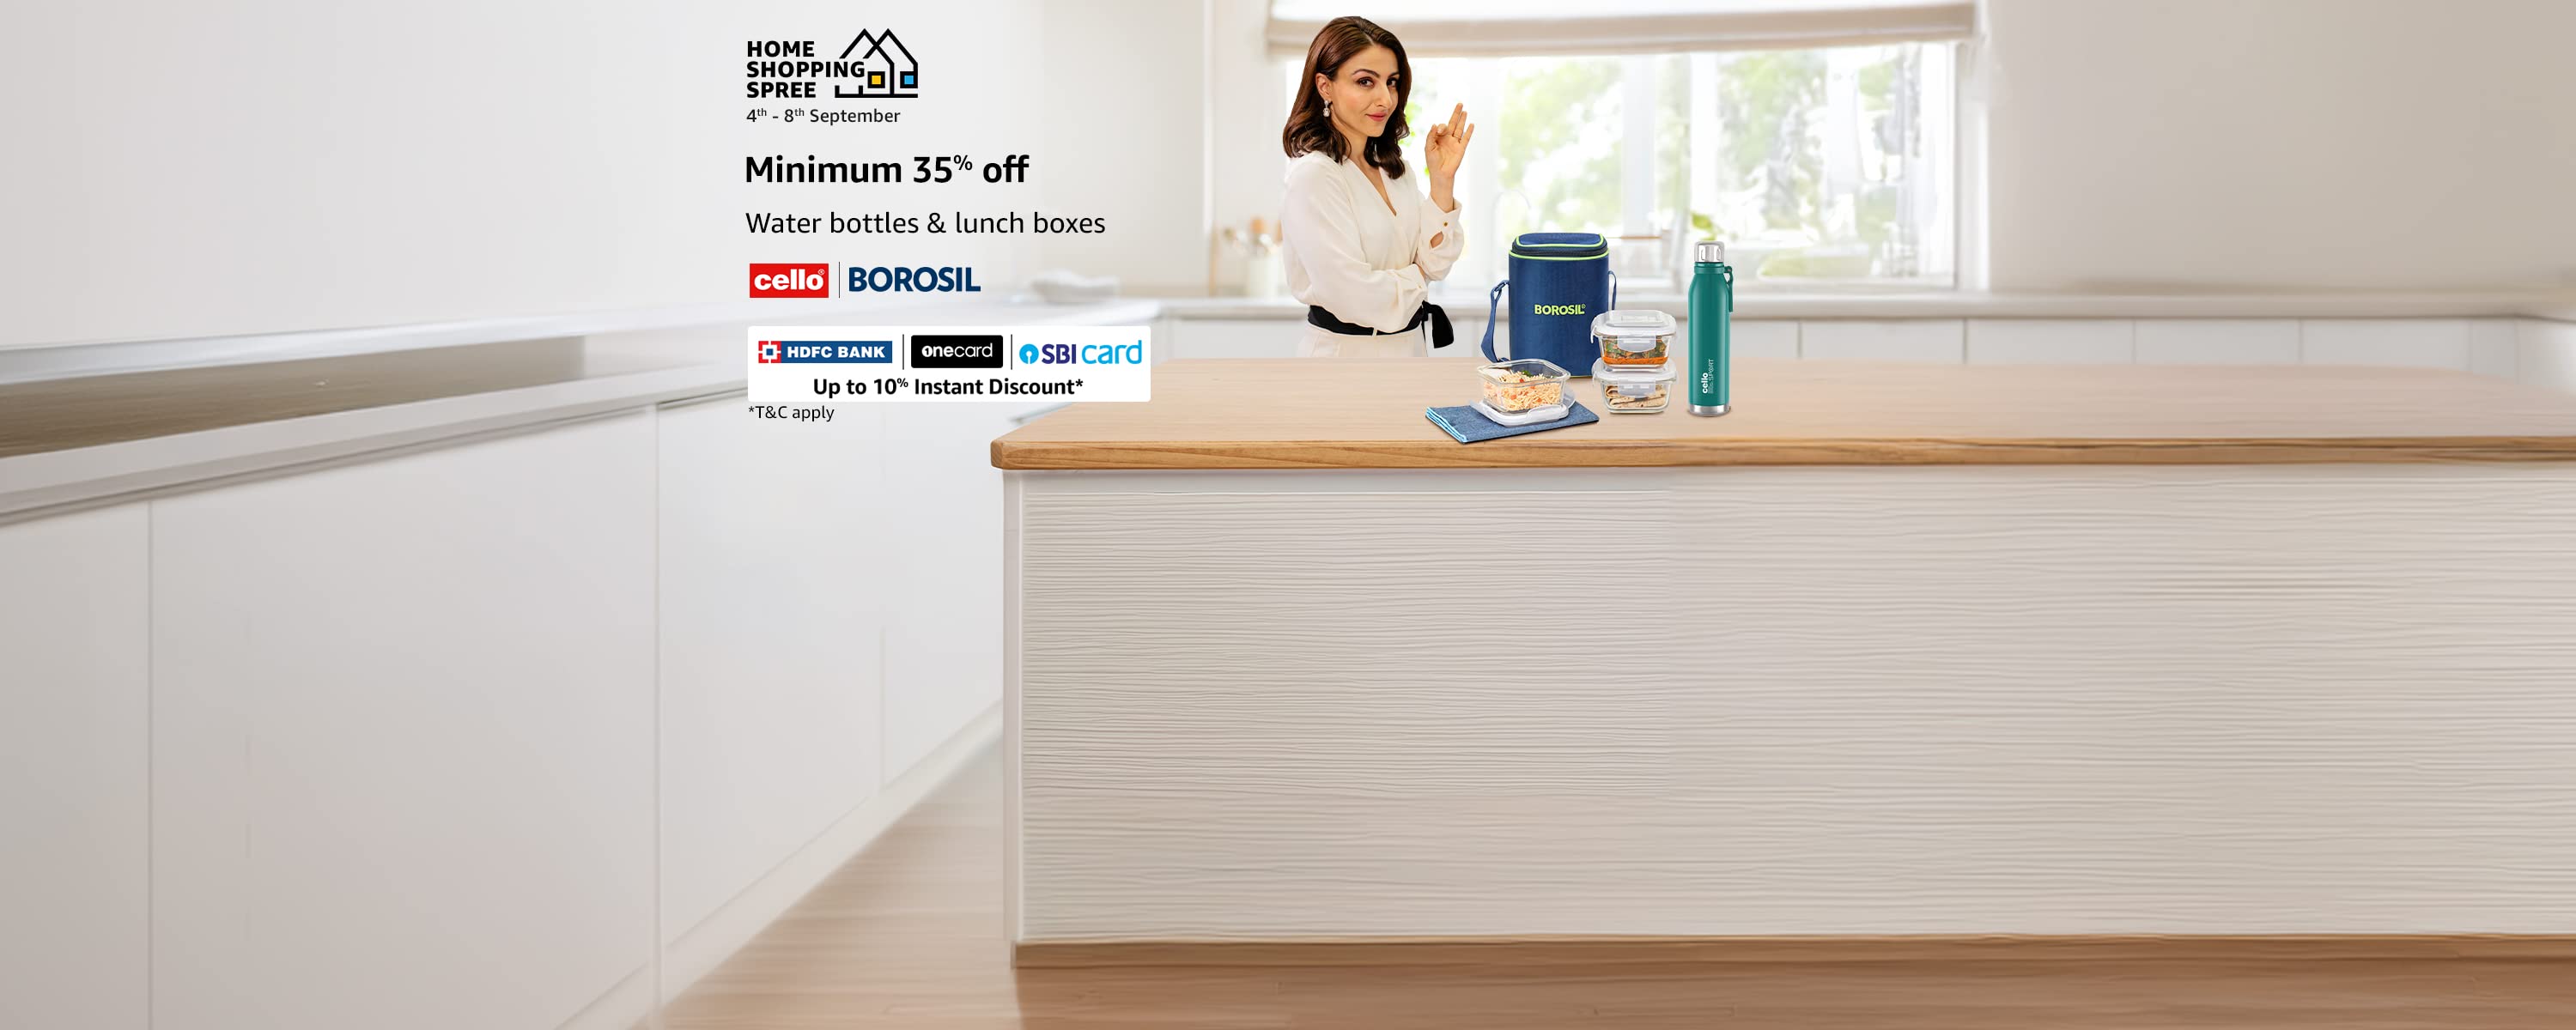 HOME
SHOPPING
SPREE
4th - 8th September
Minimum 35% off
Water bottles & lunch boxes
cello® | BOROSIL
HDFC BANK | onecard | SBI card
Up to 10% Instant Discount*
*T&C apply
BOROSIL®
cello